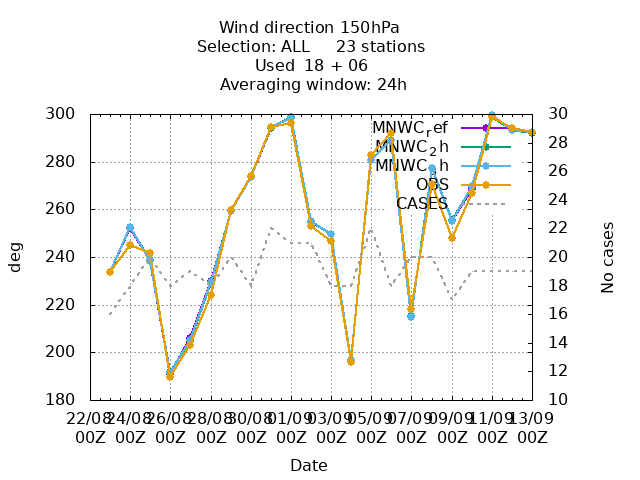 Wind direction 150hPa
Selection: ALL 23 stations
Used 18 + 06
Averaging window: 24h
300 30
MNWC_ref
28
MNWC_2h
280
MNWC_1h
26
OBS
24
CASES
260
22
240 20
deg
No cases
18
220
16
14
200
12
180 10
22/08 24/08 26/08 28/08 30/08 01/09 03/09 05/09 07/09 09/09 11/09 13/09
00Z 00Z 00Z 00Z 00Z 00Z 00Z 00Z 00Z 00Z 00Z 00Z
Date